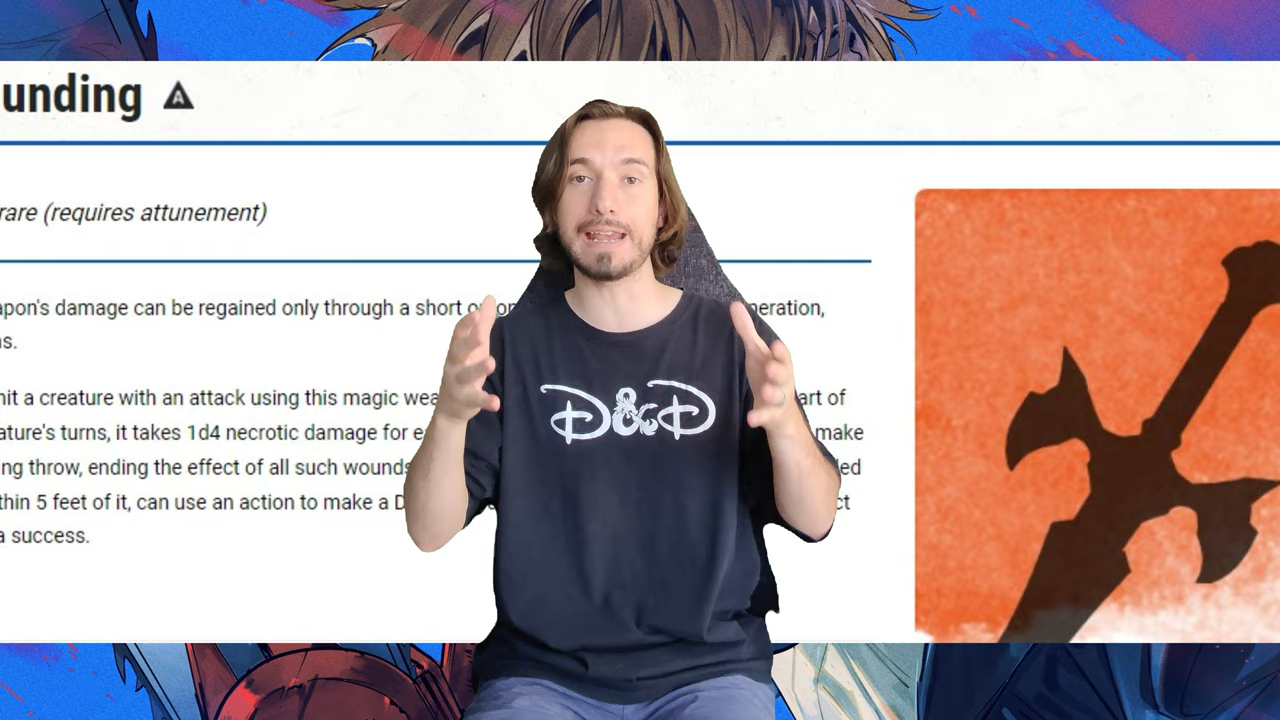 unding
rare (requires attunement)
apon's damage can be regained only through a short or neration,
ns.
hit a creature with an attack using this magic wea art of
ature's turns, it takes 1d4 necrotic damage for e make
ng throw, ending the effect of all such wounds led
thin 5 feet of it, can use an action to make a D ct
a success.
D&D